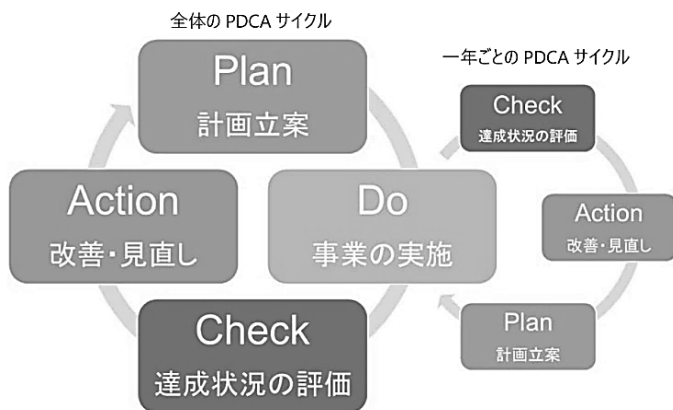 全体の PDCA サイクル
Plan
計画立案
Do
事業の実施
Check
達成状況の評価
Action
改善・見直し
一年ごとの PDCA サイクル
Check
達成状況の評価
Action
改善・見直し
Plan
計画立案